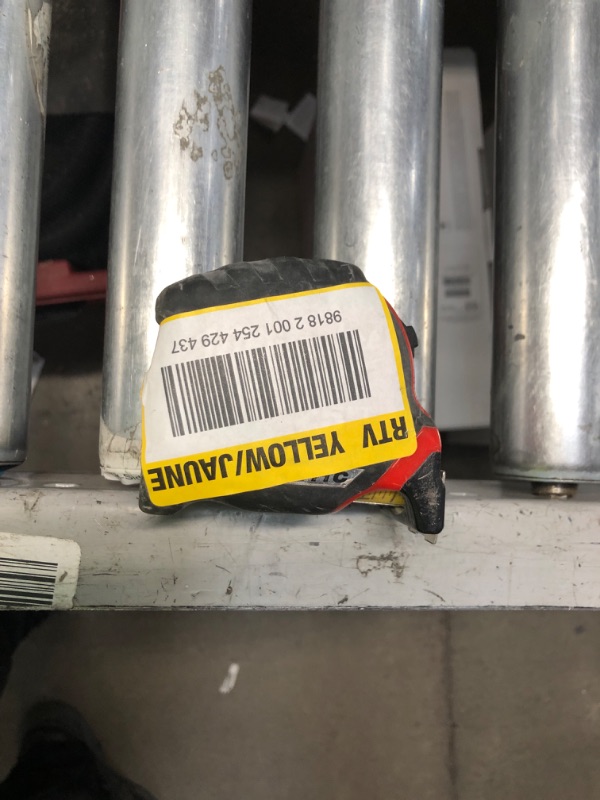 RTV YELLOW/JAUNE
9818 2 001 254 429 437